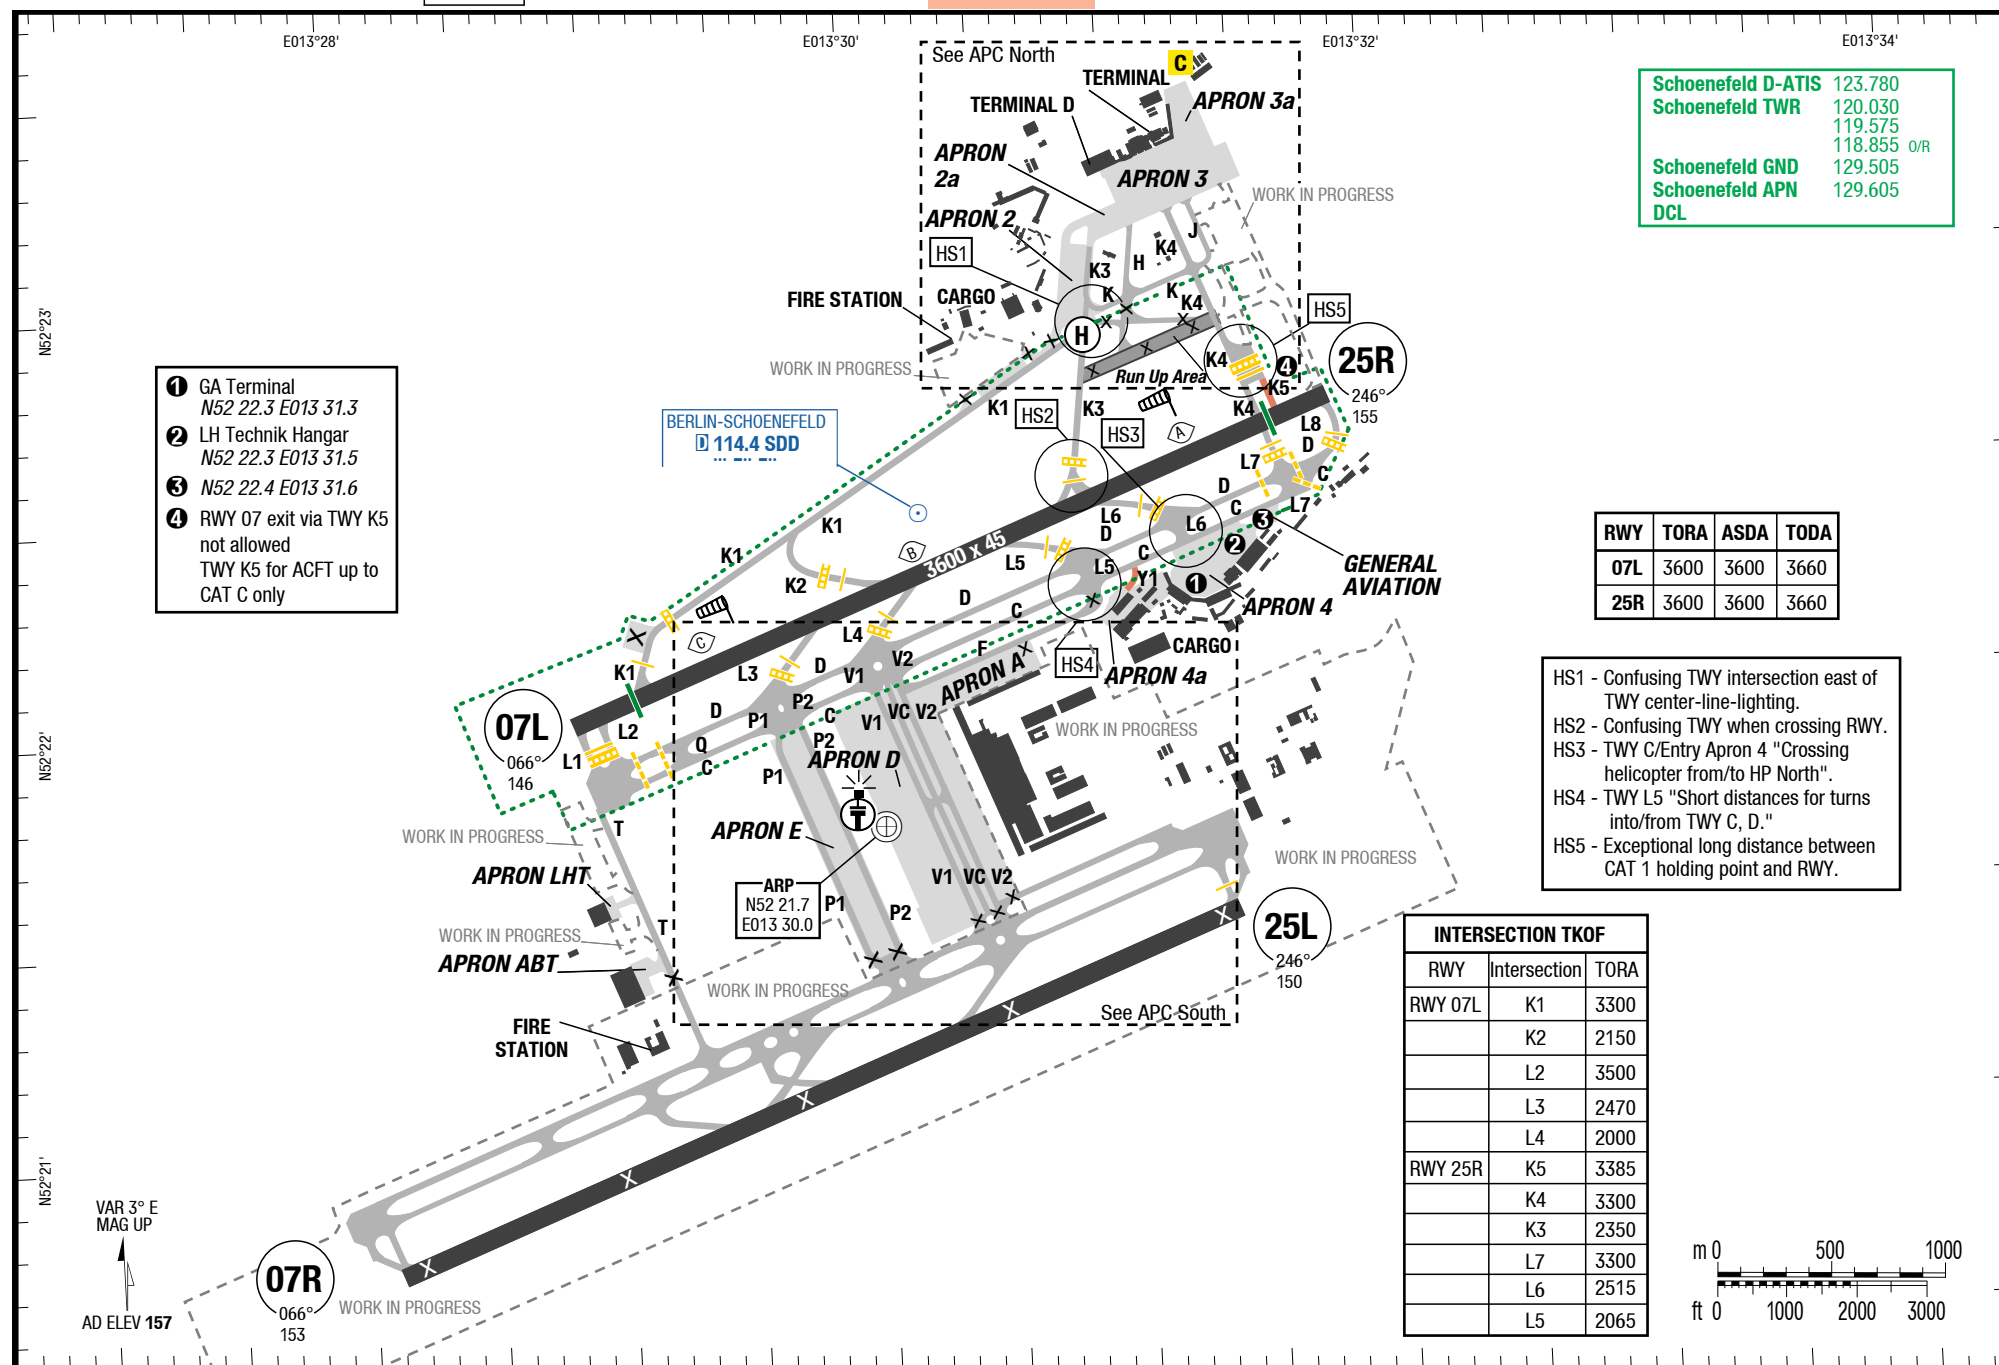 E013°28'
E013°30'
E013°32'
E013°34'
See APC North
C
TERMINAL
TERMINAL D
APRON 3a
APRON
2a
APRON 3
APRON 2
WORK IN PROGRESS
HS1
J
K4
H
K3
K
K
K4
FIRE STATION
CARGO
H
HS5
WORK IN PROGRESS
K4
4
25R
246°
155
Run Up Area
K5
K1
HS2
K3
HS3
A
K4
L8
D
L7
C
Schoenefeld D-ATIS 123.780
Schoenefeld TWR 120.030
119.575
118.855 O/R
Schoenefeld GND 129.505
Schoenefeld APN 129.605
DCL
N52°23'
N52°22'
N52°21'
1 GA Terminal
N52 22.3 E013 31.3
2 LH Technik Hangar
N52 22.3 E013 31.5
3 N52 22.4 E013 31.6
4 RWY 07 exit via TWY K5
not allowed
TWY K5 for ACFT up to
CAT C only
BERLIN-SCHOENEFELD
D 114.4 SDD
K1
K1
K2
B
3600 x 45
L5
L6
D
C
L6
D
C
L7
3
2
1
L5
Y1
GENERAL
AVIATION
APRON 4
CARGO
APRON 4a
HS4
D
C
F
APRON A
C
L4
V2
V1
D
L3
P2
P1
C
V1
VC V2
K1
07L
066°
146
L2
L1
D
Q
C
P2
P1
APRON D
APRON E
WORK IN PROGRESS
T
WORK IN PROGRESS
APRON LHT
ARP
N52 21.7
E013 30.0
P1
P2
V1 VC V2
T
WORK IN PROGRESS
APRON ABT
WORK IN PROGRESS
FIRE
STATION
WORK IN PROGRESS
25L
246°
150
See APC South
X
X
X
X
X
07R
066°
153
WORK IN PROGRESS
VAR 3° E
MAG UP
AD ELEV 157
RWY TORA ASDA TODA
07L 3600 3600 3660
25R 3600 3600 3660
HS1 - Confusing TWY intersection east of
TWY center-line-lighting.
HS2 - Confusing TWY when crossing RWY.
HS3 - TWY C/Entry Apron 4 "Crossing
helicopter from/to HP North".
HS4 - TWY L5 "Short distances for turns
into/from TWY C, D."
HS5 - Exceptional long distance between
CAT 1 holding point and RWY.
INTERSECTION TKOF
RWY Intersection TORA
RWY 07L K1 3300
K2 2150
L2 3500
L3 2470
L4 2000
RWY 25R K5 3385
K4 3300
K3 2350
L7 3300
L6 2515
L5 2065
m 0 500 1000
ft 0 1000 2000 3000